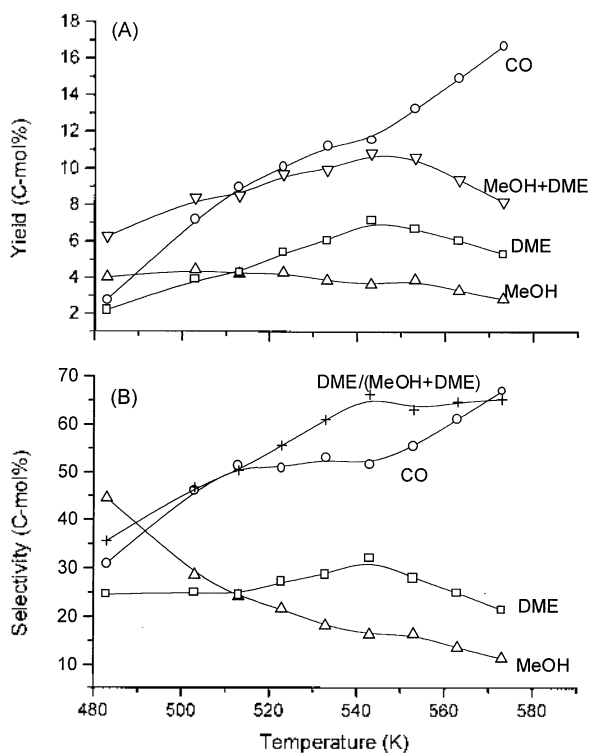 (A)
18
16
14
12
10
8
6
4
2
Yield (C-mol%)
CO
MeOH+DME
DME
MeOH
(B)
70
60
50
40
30
20
10
Selectivity (C-mol%)
DME/(MeOH+DME)
CO
DME
MeOH
480 500 520 540 560 580
Temperature (K)